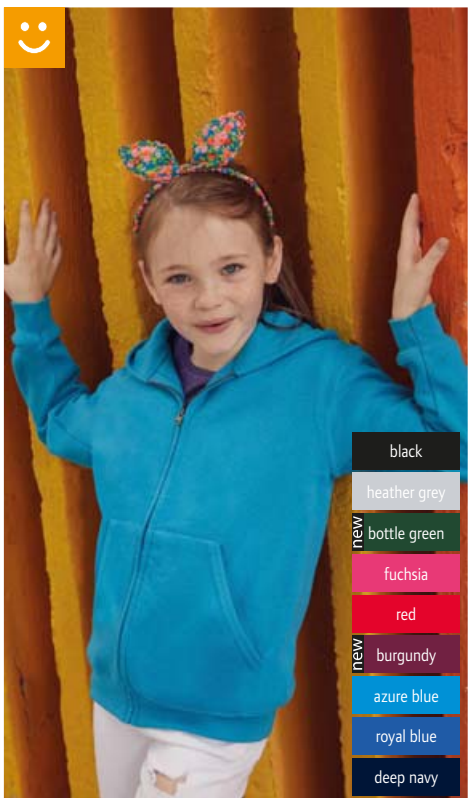 black
heather grey
new
bottle green
fuchsia
red
new
burgundy
azure blue
royal blue
deep navy